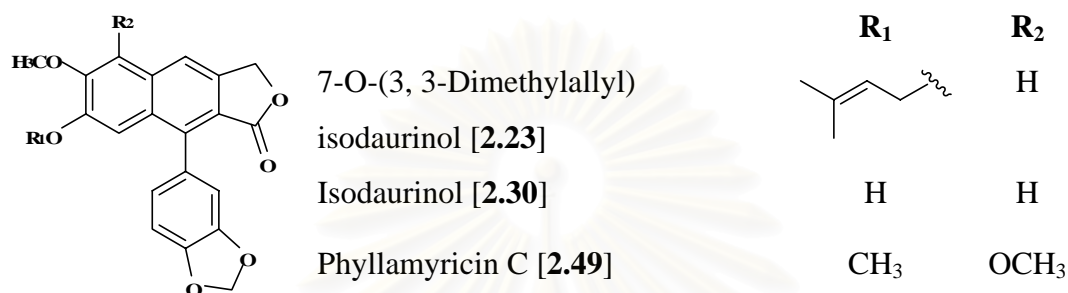 R1 R2
R2
H3CO
7-O-(3, 3-Dimethylallyl) H
O
R1O
isodaurinol [2.23]
O
Isodaurinol [2.30] H H
O
Phyllamyricin C [2.49] CH3 OCH3
O